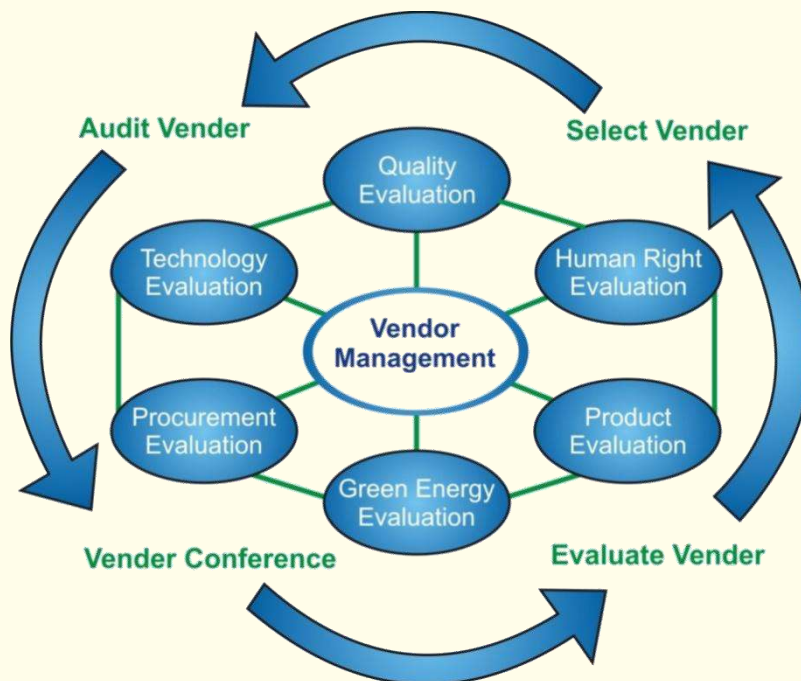 Audit Vender
Select Vender
Quality
Evaluation
Technology
Evaluation
Human Right
Evaluation
Vendor
Management
Procurement
Evaluation
Product
Evaluation
Green Energy
Evaluation
Vender Conference
Evaluate Vender